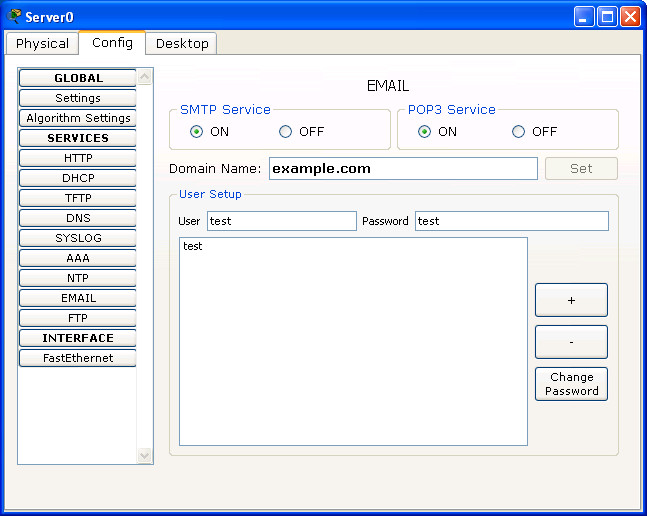 Server0
Physical Config Desktop
GLOBAL
Settings
Algorithm Settings
SERVICES
HTTP
DHCP
TFTP
DNS
SYSLOG
AAA
NTP
EMAIL
FTP
INTERFACE
FastEthernet
EMAIL
SMTP Service
ON OFF
POP3 Service
ON OFF
Domain Name: example.com Set
User Setup
User test Password test
test
+
-
Change
Password